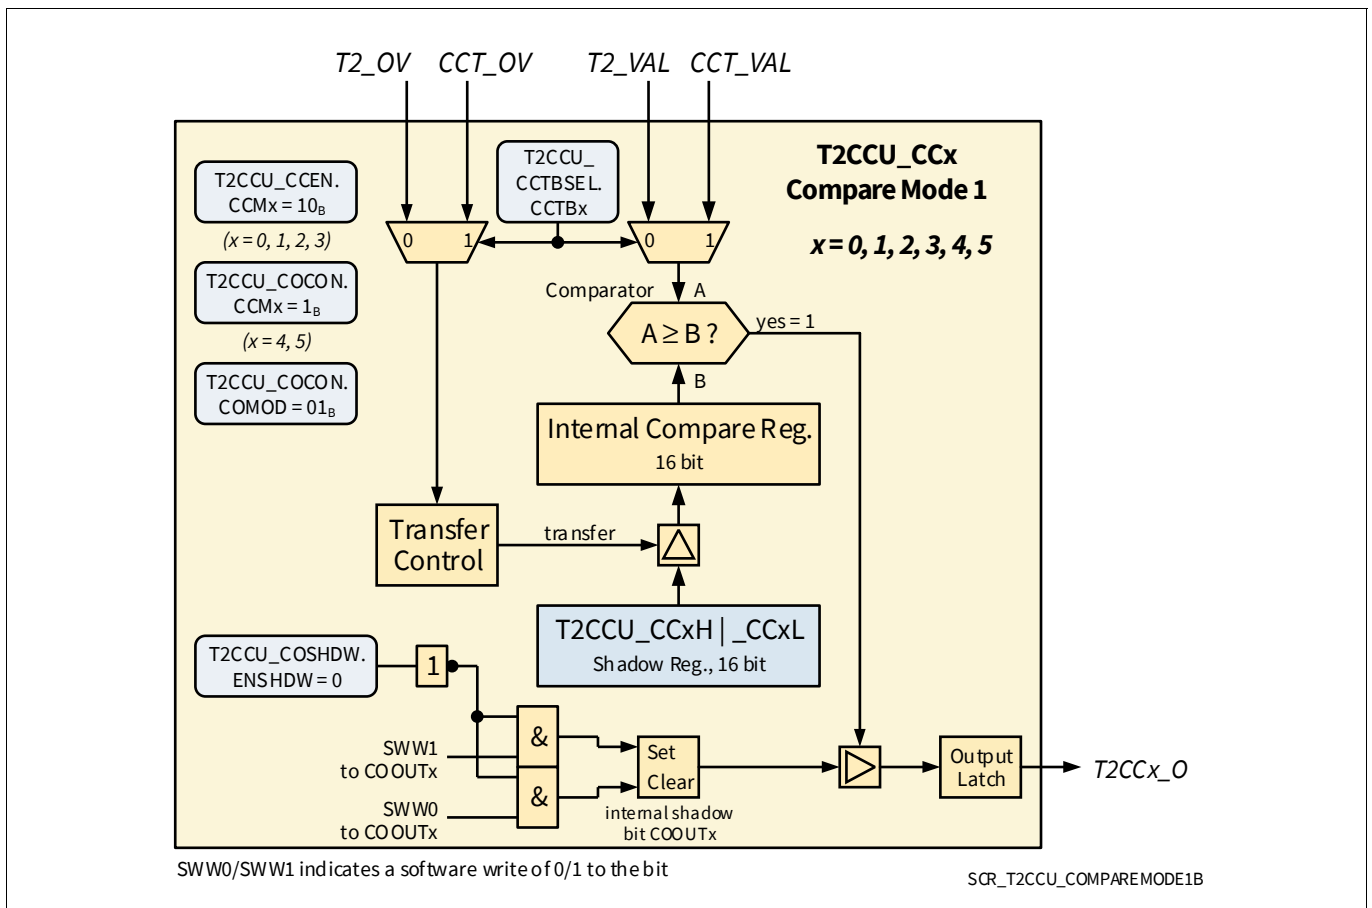 T2_OV CCT_OV T2_VAL CCT_VAL
T2CCU_CCx
Compare Mode 1
x = 0, 1, 2, 3, 4, 5
T2CCU_CCEN.
CCMx = 10B
(x = 0, 1, 2, 3)
T2CCU_COCON.
CCMx = 1B
(x = 4, 5)
T2CCU_COCON.
COMOD = 01B
T2CCU_
CCTBSEL.
CCTBx
0 1
0 1
Comparator A
A ≥ B ?
yes = 1
B
Internal Compare Reg.
16 bit
Transfer
Control
transfer
T2CCU_CCxH | _CCxL
Shadow Reg., 16 bit
T2CCU_COSHDW.
ENSHDW = 0
1
&
SWW1
to COOUTx
&
SWW0
to COOUTx
Set
Clear
internal shadow
bit COOUTx
Output
Latch
T2CCx_O
SWW0/SWW1 indicates a software write of 0/1 to the bit
SCR_T2CCU_COMPAREMODE1B